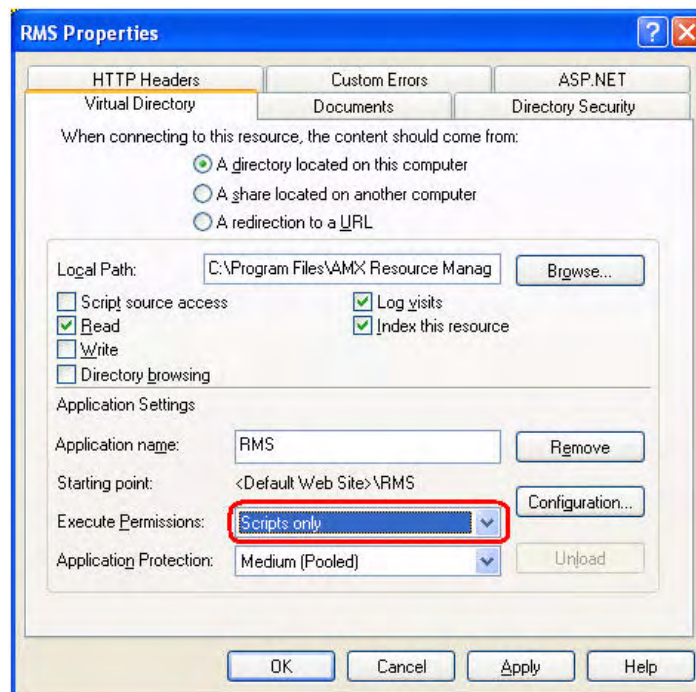 RMS Properties
HTTP Headers Custom Errors ASP.NET
Virtual Directory Documents Directory Security
When connecting to this resource, the content should come from:
A directory located on this computer
A share located on another computer
A redirection to a URL
Local Path: C:\Program Files\AMX Resource Manag Browse...
Script source access Log visits
Read Index this resource
Write
Directory browsing
Application Settings
Application name: RMS Remove
Starting point: <Default Web Site>\RMS
Configuration...
Execute Permissions: Scripts only
Application Protection: Medium (Pooled) Unload
OK Cancel Apply Help